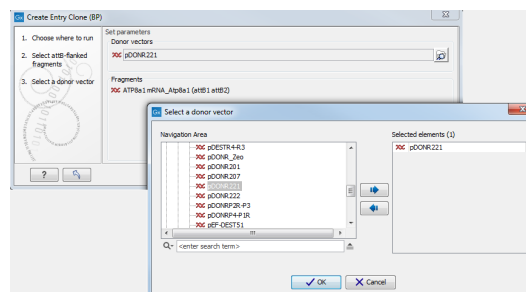 Create Entry Clone (BP)
1. Choose where to run
2. Select attB-flanked fragments
3. Select a donor vector
Set parameters
Donor vectors
pDONR221
Fragments
ATP8a1 mRNA_Atp8a1 (attB1 attB2)
?
Select a donor vector
Navigation Area
pDESTR4-R3
pDONR_Zeo
pDONR201
pDONR207
pDONR221
pDONR222
pDONRP2R-P3
pDONRP4-P1R
pEF-DEST51
<enter search term>
Selected elements (1)
pDONR221
OK
Cancel